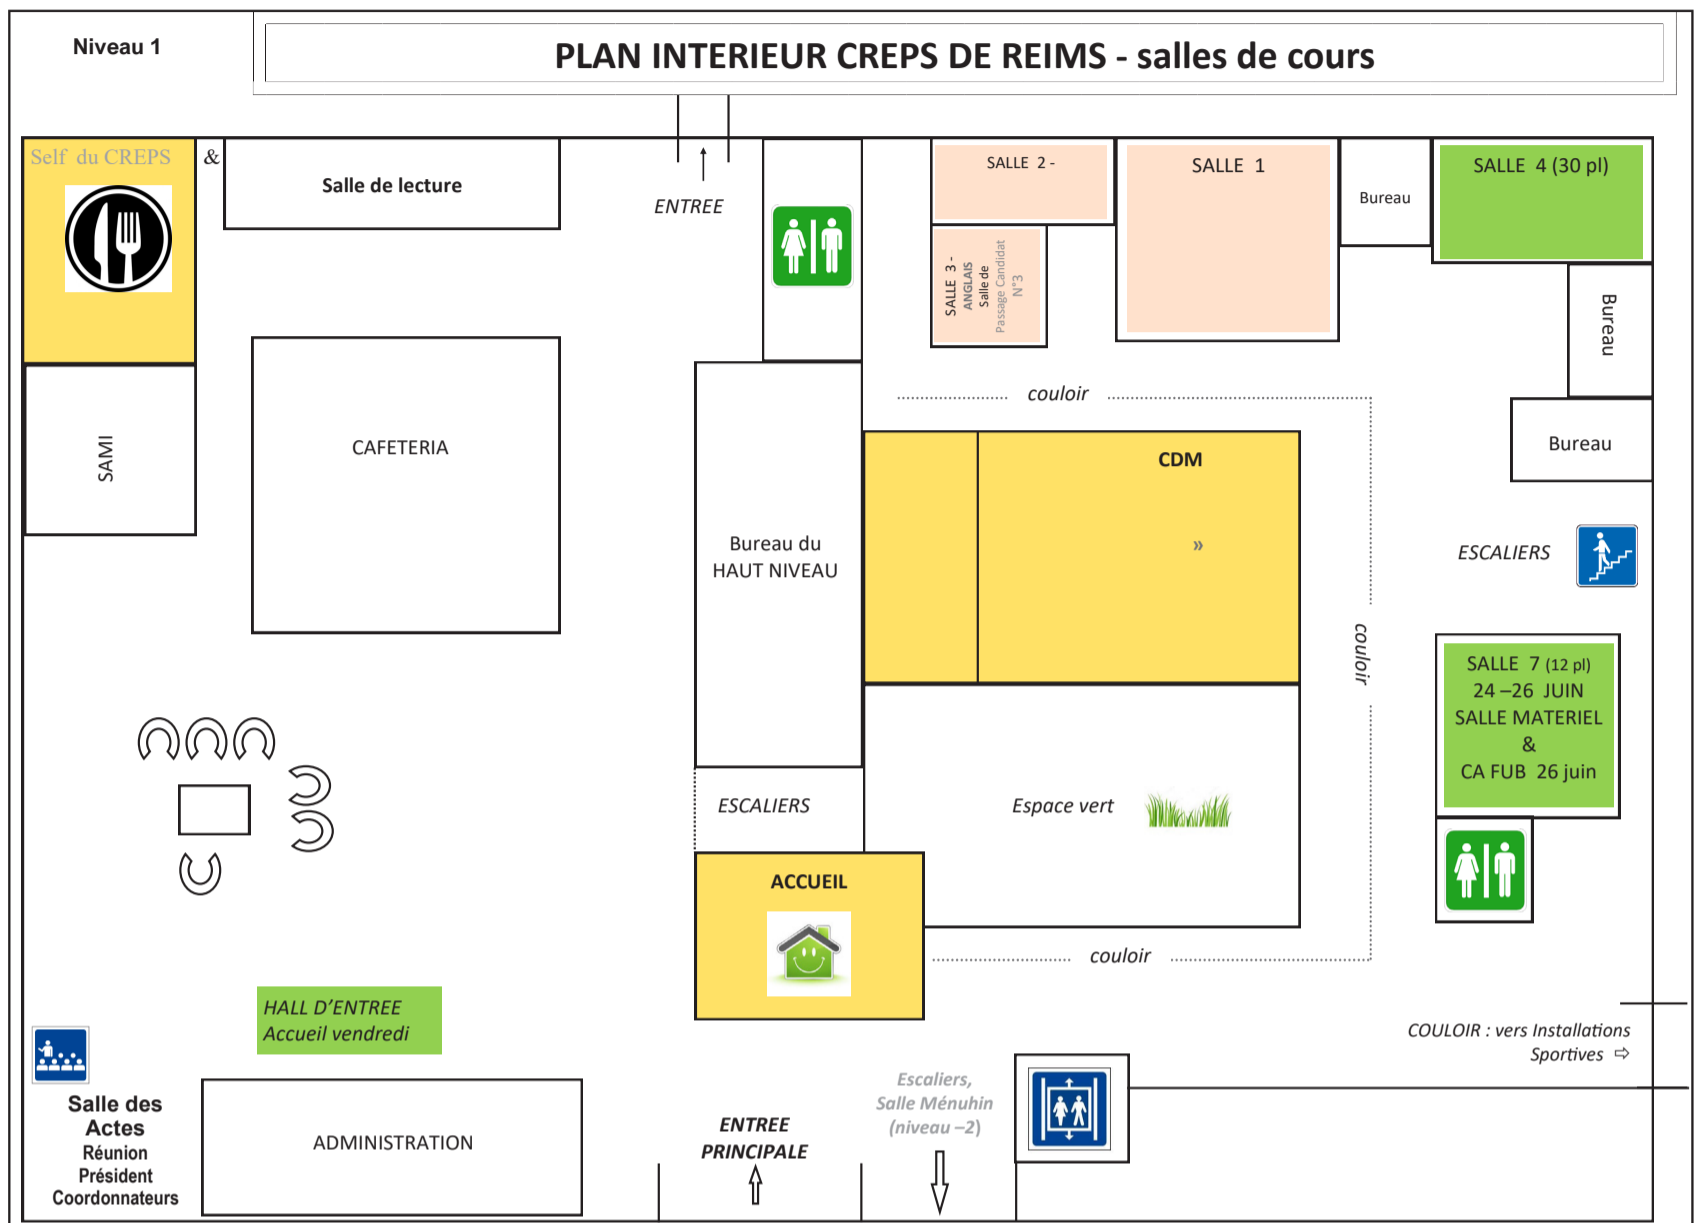 Niveau 1
PLAN INTERIEUR CREPS DE REIMS - salles de cours
Self du CREPS &
Salle de lecture
ENTREE
SALLE 2 -
SALLE 1
Bureau
SALLE 4 (30 pl)
SALLE 3 -
ANGLAIS
Salle de
Passage Candidat
N°3
Bureau
SAMI
CAFETERIA
couloir
Bureau
CDM
»
Bureau du
HAUT NIVEAU
ESCALIERS
couloir
SALLE 7 (12 pl)
24 –26 JUIN
SALLE MATERIEL
&
CA FUB 26 juin
ESCALIERS
Espace vert
ACCUEIL
couloir
HALL D’ENTREE
Accueil vendredi
COULOIR : vers Installations
Sportives ⇨
Salle des
Actes
Réunion
Président
Coordonnateurs
ADMINISTRATION
ENTREE
PRINCIPALE
Escaliers,
Salle Ménuhin
(niveau –2)